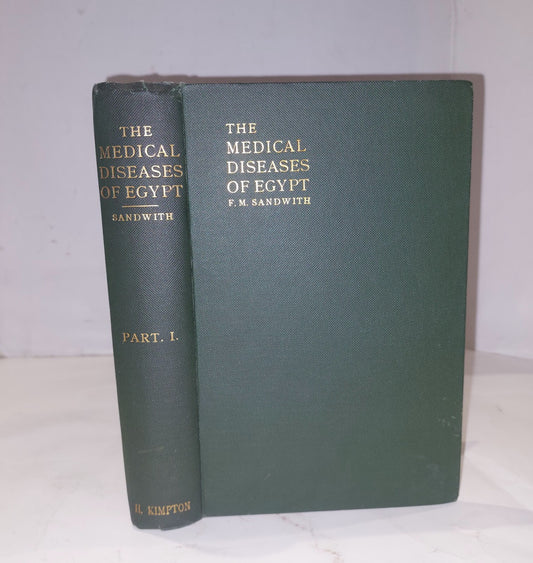 THE
MEDICAL
DISEASES
OF EGYPT
SANDWITH
PART. I.
H. KIMPTON
THE
MEDICAL
DISEASES
OF EGYPT
F. M. SANDWITH